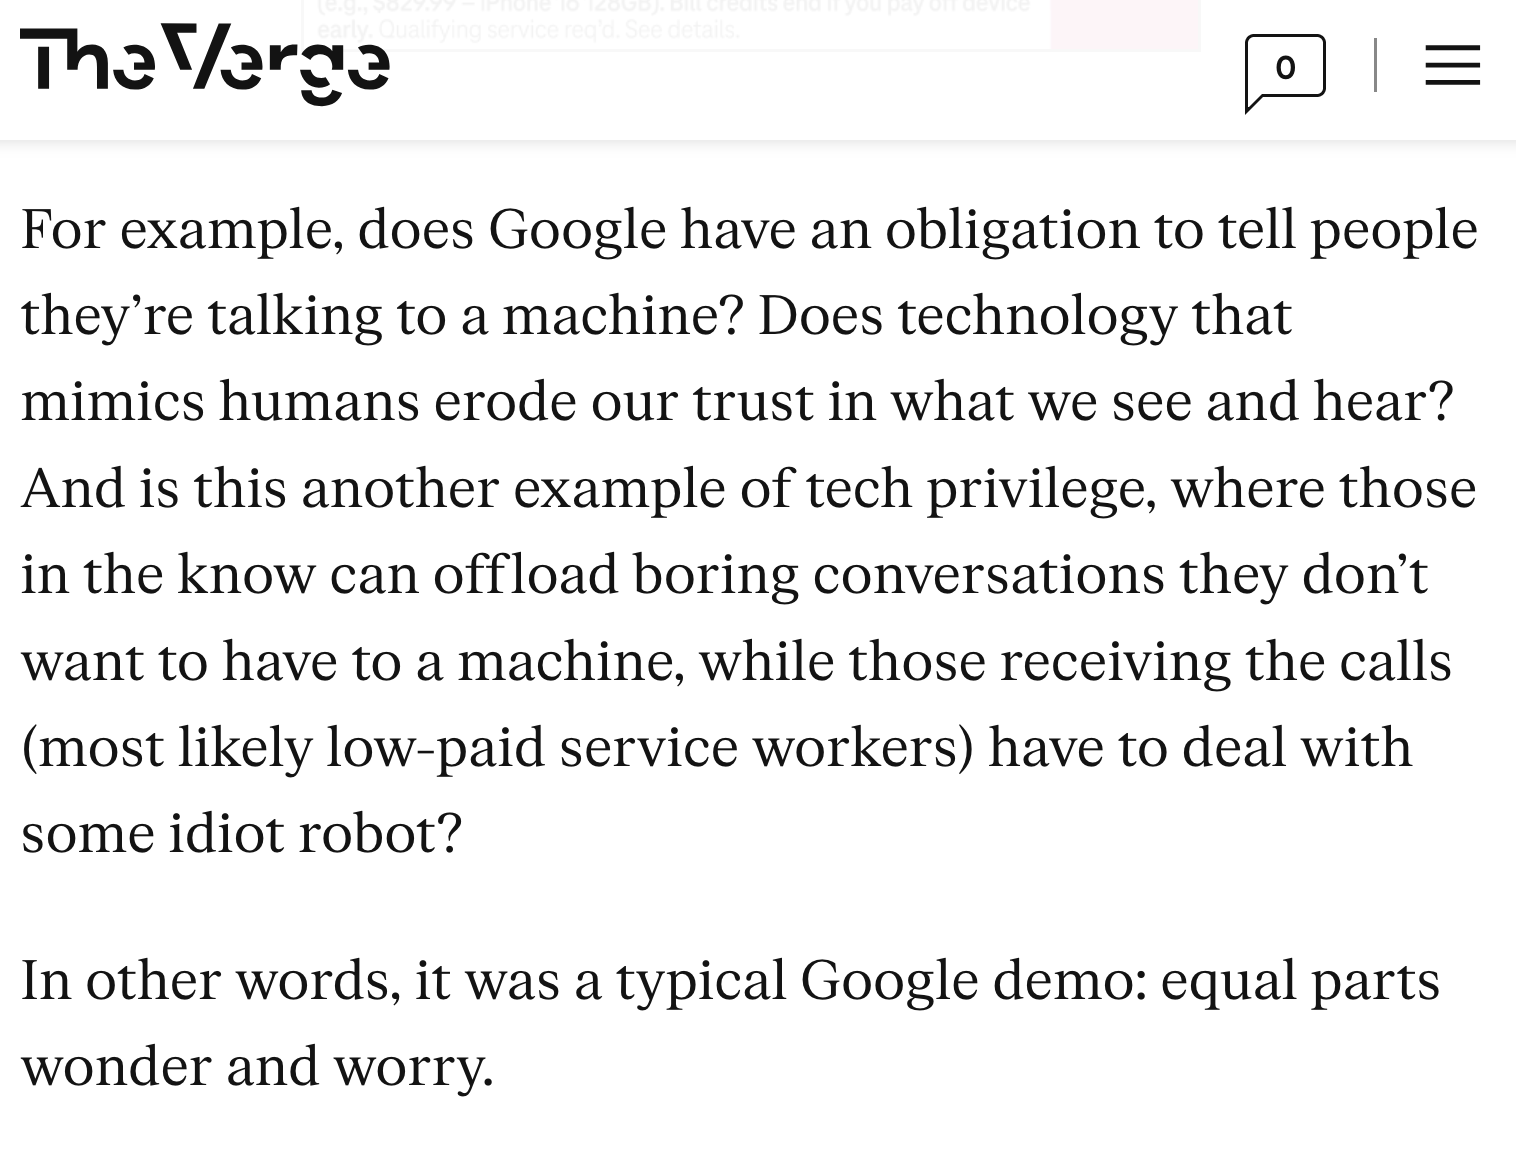 (e.g., $829.99 – iPhone 16 128GB). Bill credits end if you pay off device
early. Qualifying service req'd. See details.
The Verge
0
For example, does Google have an obligation to tell people
they’re talking to a machine? Does technology that
mimics humans erode our trust in what we see and hear?
And is this another example of tech privilege, where those
in the know can offload boring conversations they don’t
want to have to a machine, while those receiving the calls
(most likely low-paid service workers) have to deal with
some idiot robot?
In other words, it was a typical Google demo: equal parts
wonder and worry.